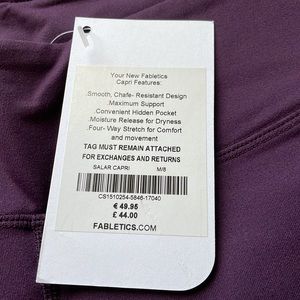 Your New Fabletics
Capri Features:
.Smooth, Chafe- Resistant Design
.Maximum Support
Convenient Hidden Pocket
.Moisture Release for Dryness
.Four- Way Stretch for Comfort
and movement
TAG MUST REMAIN ATTACHED
FOR EXCHANGES AND RETURNS
SALAR CAPRI M/8
CS1510254-5846-17040
€ 49.95
£ 44.00
FABLETICS.COM